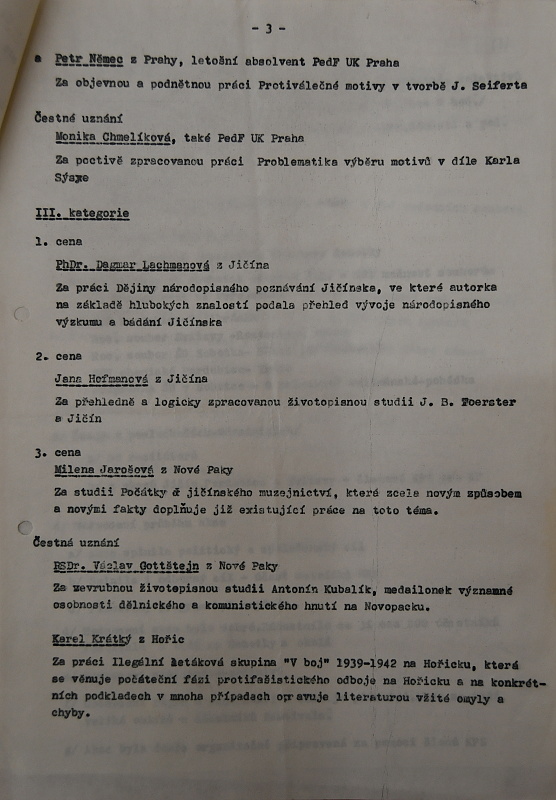 - 3 -
a Petr Němec z Prahy, letošní absolvent PedF UK Praha
Za objevnou a podnětnou práci Protiválečné motivy v tvorbě J. Seiferta
Čestné uznání
Monika Chmelíková, také PedF UK Praha
Za poctivě zpracovanou práci Problematika výběru motivů v díle Karla
Sýsxe
III. kategorie
1. cena
PhDr. Dagmar Lachmanová z Jičína
Za práci Dějiny národopisného poznávání Jičínska, ve které autorka
na základě hlubokých znalostí podala přehled vývoje národopisného
výzkumu a bádání Jičínska
2. cena
Jana Hofmanová z Jičína
Za přehledně a logicky zpracovanou životopisnou studii J. B. Foerster
a Jičín
3. cena
Milena Jarošová z Nové Paky
Za studii Počátky jičínského muzejnictví, která zcela novým způsobem
a novými fakty doplňuje již existující práce na toto téma.
Čestná uznání
RSDr. Václav Gottštejn z Nové Paky
Za zevrubnou životopisnou studii Antonín Kubalík, medailonek významné
osobnosti dělnického a komunistického hnutí na Novopacku.
Karel Krátký z Hořic
Za práci Ilegální letáková skupina "V boj" 1939-1942 na Hořicku, která
se věnuje počáteční fázi protifašistického odboje na Hořicku a na konkrét-
ních podkladech v mnoha případech opravuje literaturou vžité omyly a
chyby.